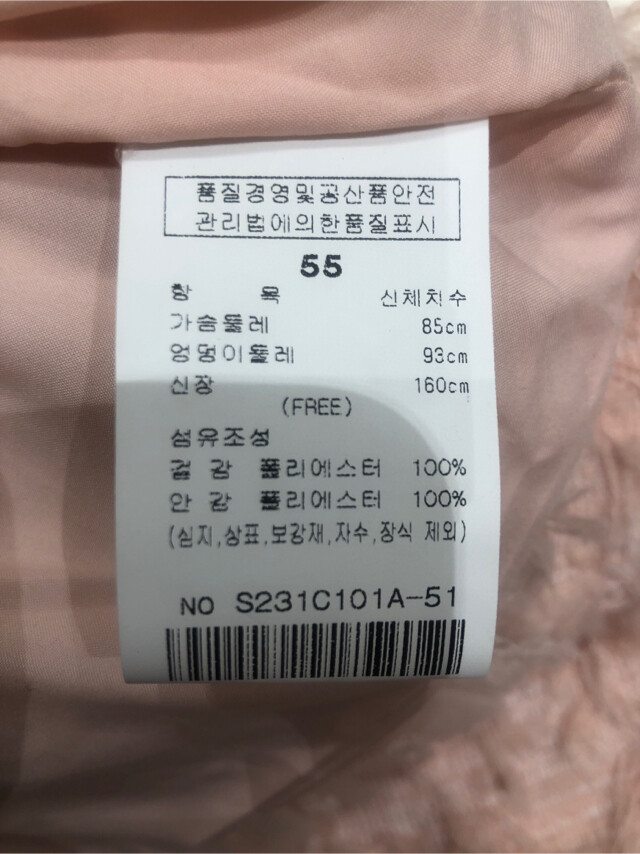 품질경영및공산품안전
관리법에의한품질표시
55
항 목 신체치수
가슴둘레 85cm
엉덩이둘레 93cm
신장 160cm
(FREE)
섬유조성
겉 감 폴리에스터 100%
안 감 폴리에스터 100%
(심지,상표,보강재,자수,장식 제외)
NO S231C101A-51